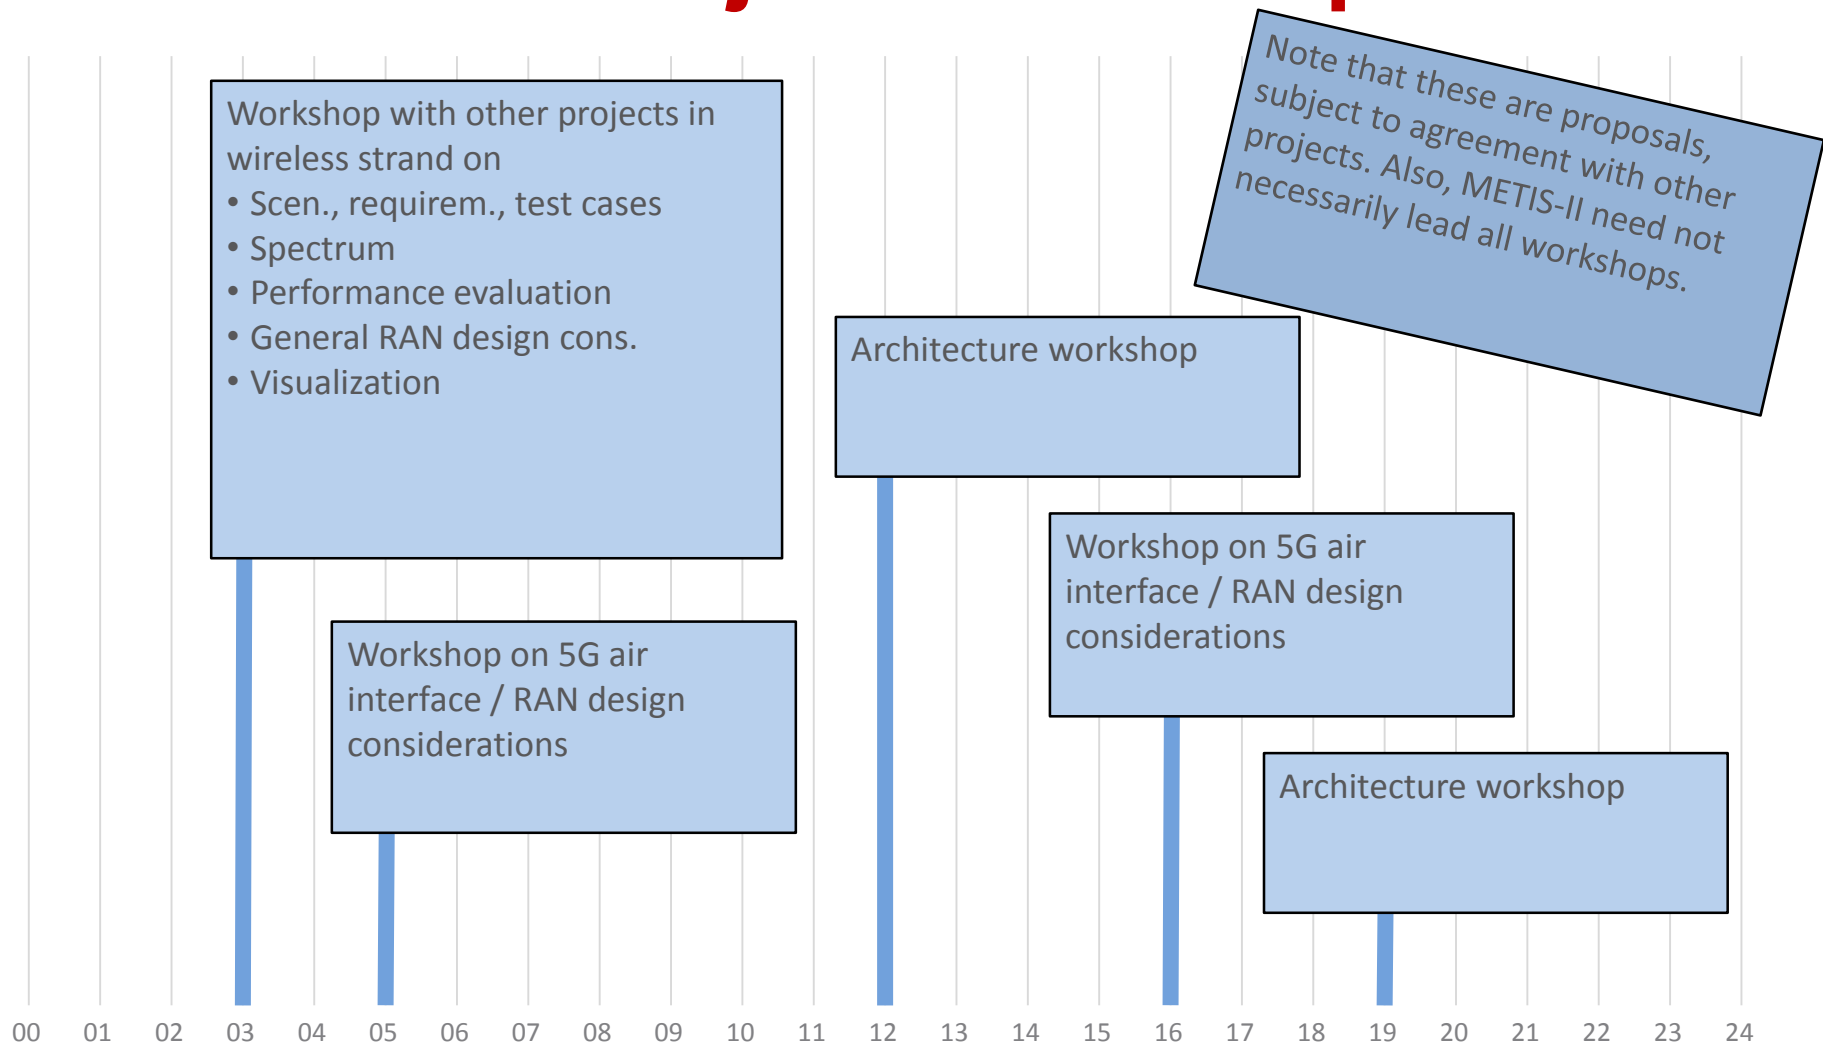 Note that these are proposals,
subject to agreement with other
projects. Also, METIS-II need not
necessarily lead all workshops.
Workshop with other projects in
wireless strand on
• Scen., requirem., test cases
• Spectrum
• Performance evaluation
• General RAN design cons.
• Visualization
Architecture workshop
Workshop on 5G air
interface / RAN design
considerations
Workshop on 5G air
interface / RAN design
considerations
Architecture workshop
00 01 02 03 04 05 06 07 08 09 10 11 12 13 14 15 16 17 18 19 20 21 22 23 24